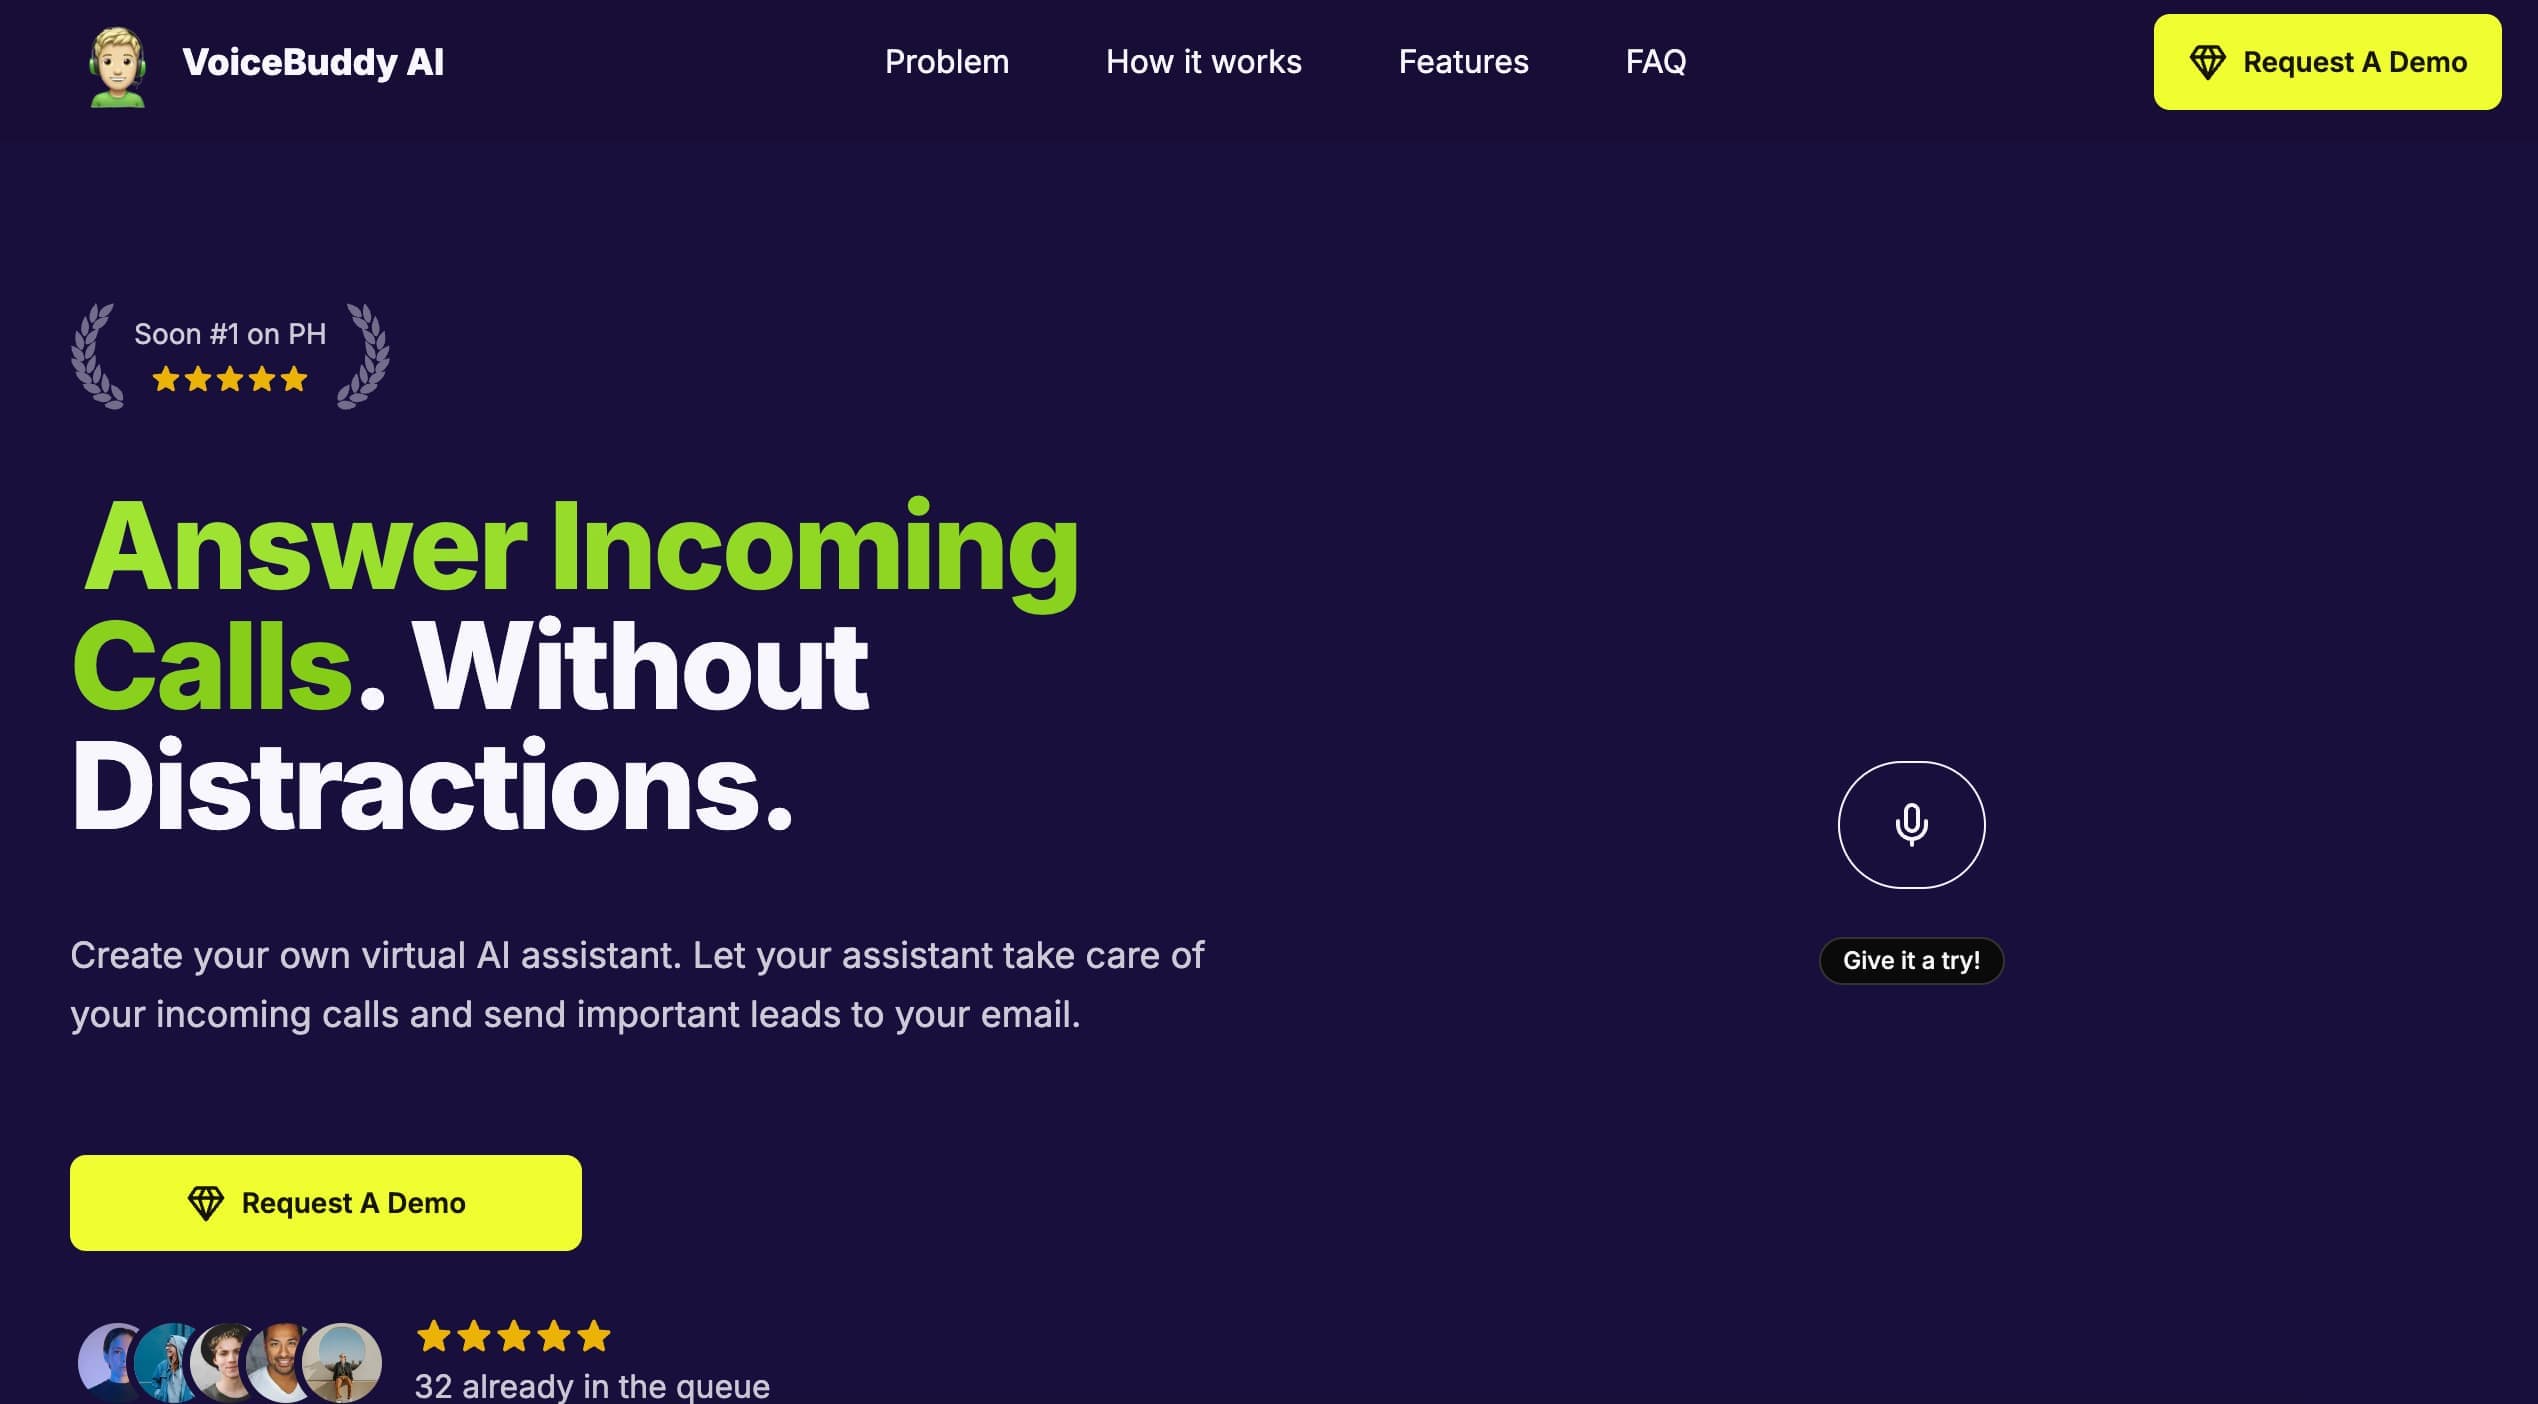 VoiceBuddy AI
Problem
How it works
Features
FAQ
Request A Demo
Soon #1 on PH
Answer Incoming
Calls. Without
Distractions.
Create your own virtual AI assistant. Let your assistant take care of
your incoming calls and send important leads to your email.
Give it a try!
Request A Demo
32 already in the queue